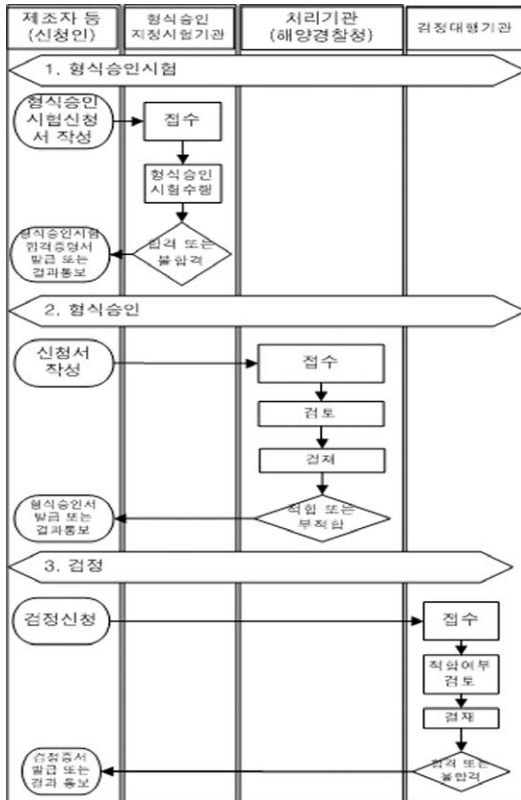 제조자 등
(신청인)
형식승인
지정시험기관
처리기관
(해양경찰청)
검정대행기관
1. 형식승인시험
형식승인
시험신청
서 작성
접수
형식승인
시험수행
합격 또는
불합격
형식승인시험
합격증명서
발급 또는
결과통보
2. 형식승인
신청서
작성
접수
검토
결재
적합 또는
부적합
형식승인서
발급 또는
결과통보
3. 검정
검정신청
접수
적합여부
검토
결재
합격 또는
불합격
검정증서
발급 또는
결과 통보